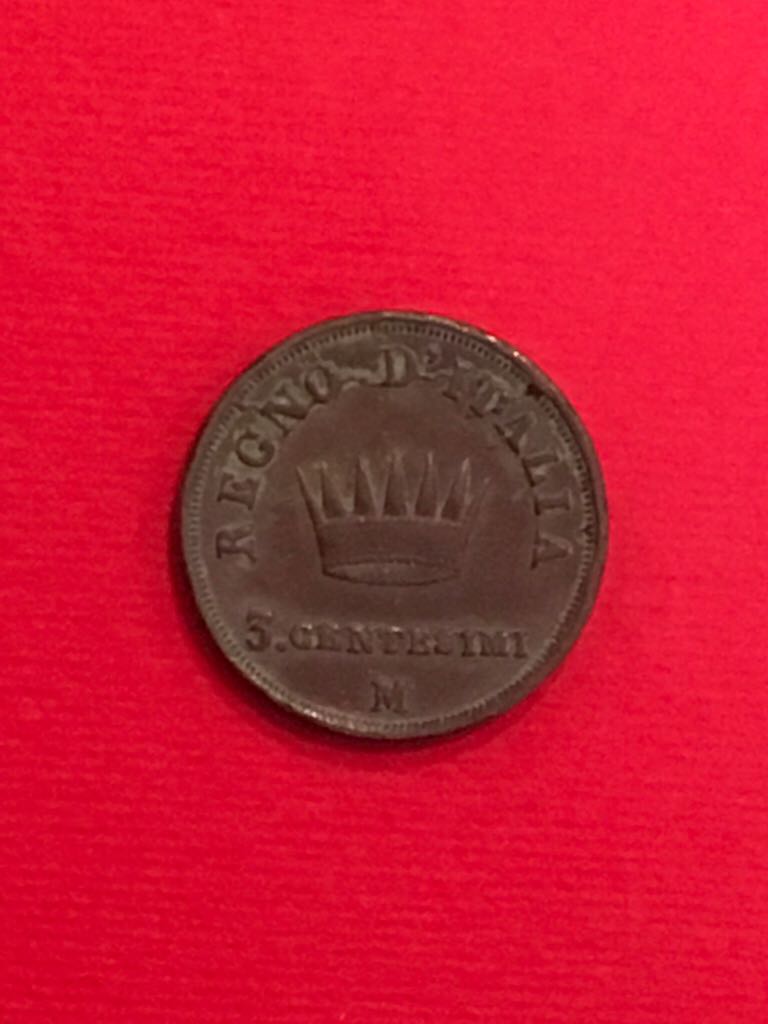 REGNO D'ITALIA
3. CENTESIMI
M